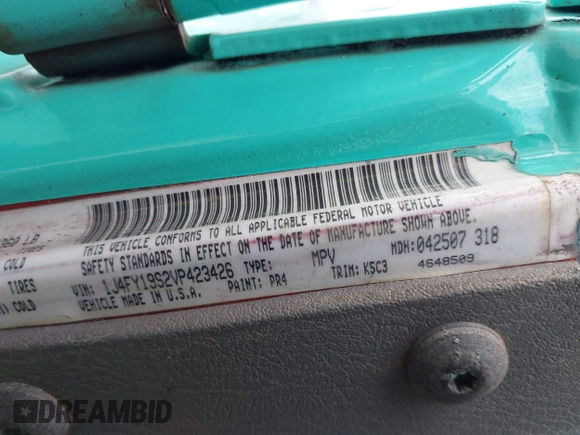 THIS VEHICLE CONFORMS TO ALL APPLICABLE FEDERAL MOTOR VEHICLE
SAFETY STANDARDS IN EFFECT ON THE DATE OF MANUFACTURE SHOWN ABOVE.
VIN: 1J4FY19S2VP423426 TYPE: MPV MDH: 042507 318
VEHICLE MADE IN U.S.A. PAINT: PR4 TRIM: K5C3 4648509
LB
COLD
TIRES
COLD
DREAMBID